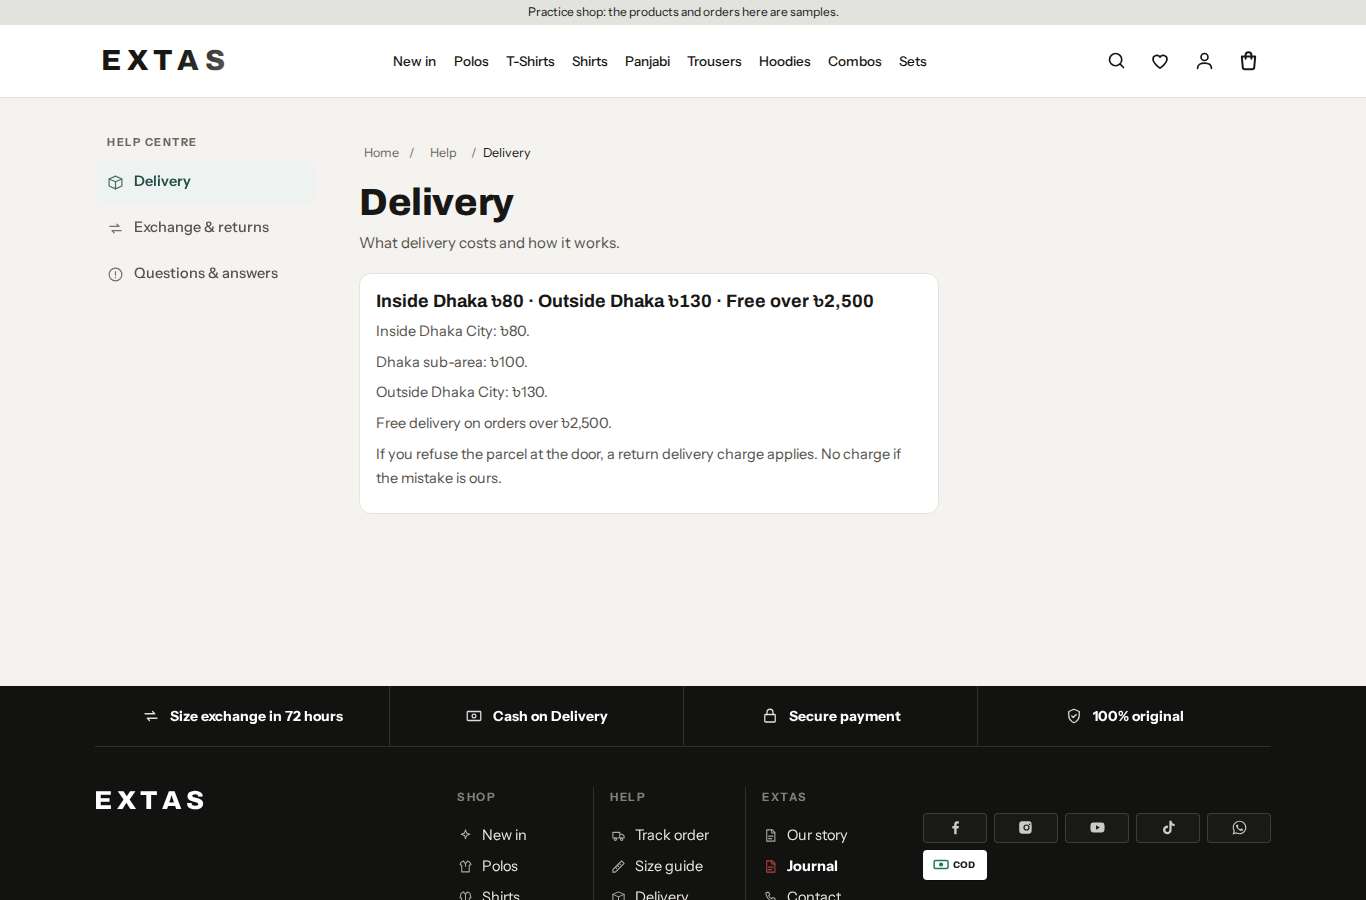 Practice shop: the products and orders here are samples.
EXTAS
New in Polos T-Shirts Shirts Panjabi Trousers Hoodies Combos Sets
HELP CENTRE
Delivery
Exchange & returns
Questions & answers
Home / Help / Delivery
Delivery
What delivery costs and how it works.
Inside Dhaka ৳80 · Outside Dhaka ৳130 · Free over ৳2,500
Inside Dhaka City: ৳80.
Dhaka sub-area: ৳100.
Outside Dhaka City: ৳130.
Free delivery on orders over ৳2,500.
If you refuse the parcel at the door, a return delivery charge applies. No charge if
the mistake is ours.
Size exchange in 72 hours
Cash on Delivery
Secure payment
100% original
EXTAS
SHOP
New in
Polos
Shirts
HELP
Track order
Size guide
Delivery
EXTAS
Our story
Journal
Contact
COD